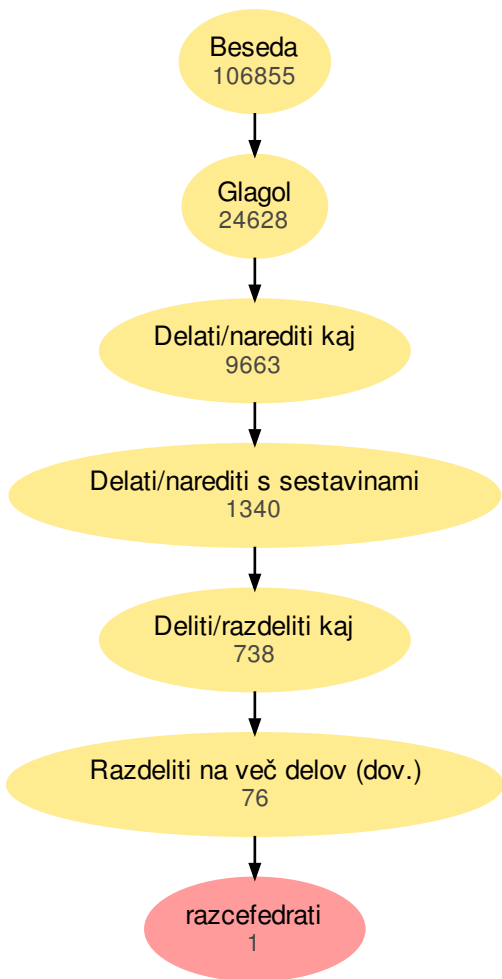 Beseda
106855
Glagol
24628
Delati/narediti kaj
9663
Delati/narediti s sestavinami
1340
Deliti/razdeliti kaj
738
Razdeliti na več delov (dov.)
76
razcefedrati
1